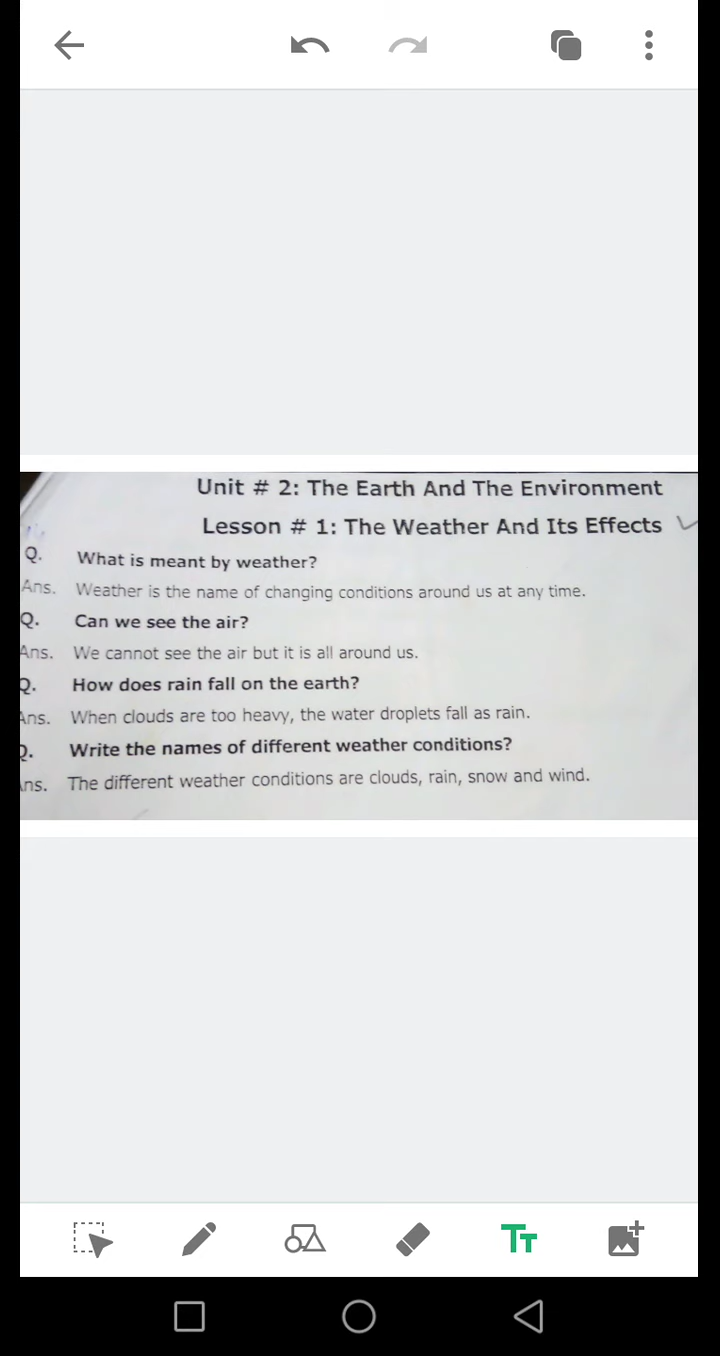 Unit # 2: The Earth And The Environment
Lesson # 1: The Weather And Its Effects
Q. What is meant by weather?
Ans. Weather is the name of changing conditions around us at any time.
Q. Can we see the air?
Ans. We cannot see the air but it is all around us.
Q. How does rain fall on the earth?
Ans. When clouds are too heavy, the water droplets fall as rain.
Q. Write the names of different weather conditions?
ns. The different weather conditions are clouds, rain, snow and wind.
TT